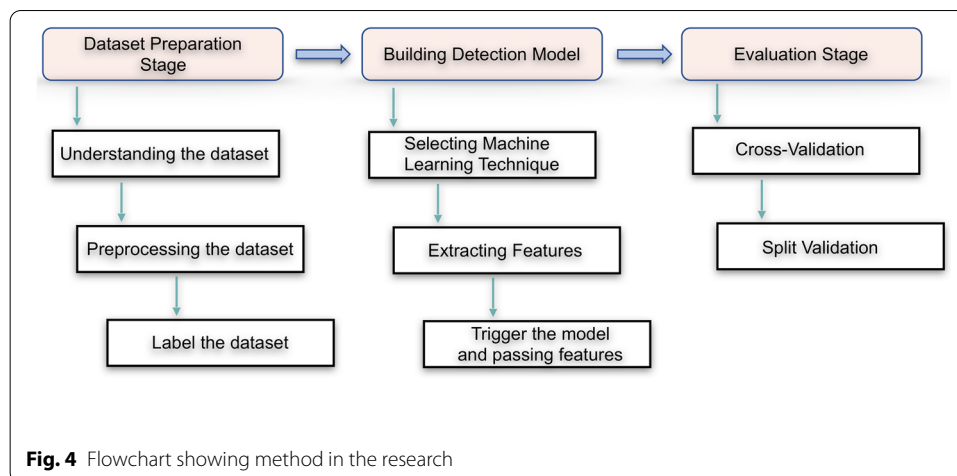 Dataset Preparation
Stage
Building Detection Model
Evaluation Stage
Understanding the dataset
Preprocessing the dataset
Label the dataset
Selecting Machine
Learning Technique
Extracting Features
Trigger the model
and passing features
Cross-Validation
Split Validation
Fig. 4 Flowchart showing method in the research